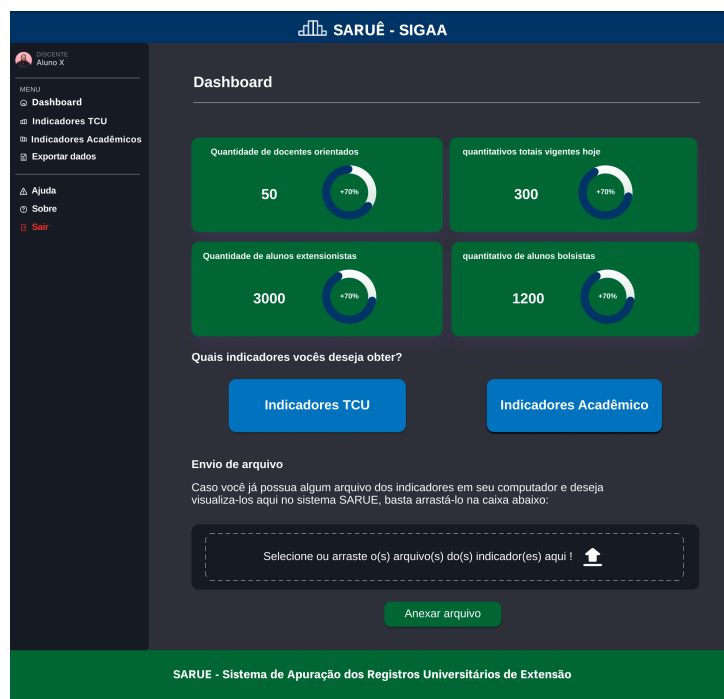 SARUÊ - SIGAA
DISCENTE
Aluno X
MENU
Dashboard
Indicadores TCU
Indicadores Acadêmicos
Exportar dados
Ajuda
Sobre
Sair
Dashboard
Quantidade de docentes orientados
50
+70%
quantitativos totais vigentes hoje
300
+70%
Quantidade de alunos extensionistas
3000
+70%
quantitativo de alunos bolsistas
1200
+70%
Quais indicadores vocês deseja obter?
Indicadores TCU
Indicadores Acadêmico
Envio de arquivo
Caso você já possua algum arquivo dos indicadores em seu computador e deseja
visualiza-los aqui no sistema SARUE, basta arrastá-lo na caixa abaixo:
Selecione ou arraste o(s) arquivo(s) do(s) indicador(es) aqui !
Anexar arquivo
SARUE - Sistema de Apuração dos Registros Universitários de Extensão